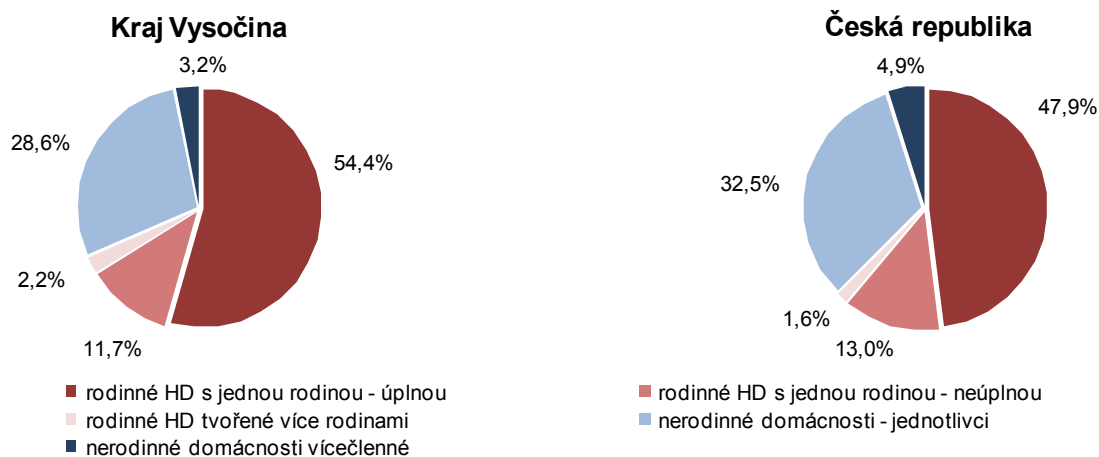 Kraj Vysočina
3,2%
28,6%
54,4%
2,2%
11,7%
Česká republika
4,9%
47,9%
32,5%
1,6%
13,0%
rodinné HD s jednou rodinou - úplnou
rodinné HD s jednou rodinou - neúplnou
rodinné HD tvořené více rodinami
nerodinné domácnosti - jednotlivci
nerodinné domácnosti vícečlenné